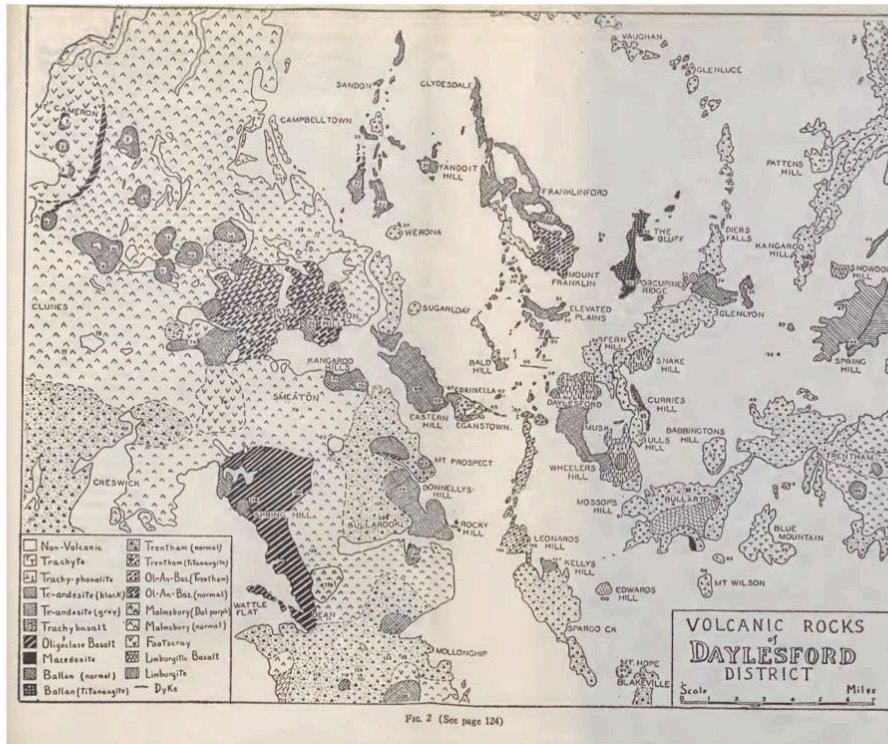 VAUGHAN
GLENLUCE
SANDON
CLYDESDALE
MT. CAMERON
CAMPBELLTOWN
YANDOIT
HILL
PATTENS
HILL
FRANKLINFORD
WERONA
THE
BLUFF
DIERS
FALLS
KANGAROO
HILL
MOUNT
FRANKLIN
PORCUPINE
RIDGE
SNOWDON
HILL
CLUNES
SUGARLOAF
ELEVATED
PLAINS
GLENLYON
FERN
HILL
BALD
HILL
SNAKE
HILL
SPRING
HILL
KANGAROO
HILLS
SMEATON
CORINELLA
DAYLESFORD
CURRIES
HILL
EASTERN
HILL
EGANSTOWN
MUSK
BULLS
HILL
BABBINGTONS
HILL
TRENTHAM
CRESWICK
MT PROSPECT
WHEELERS
HILL
DONNELLYS
HILL
MOSSOPS
HILL
BULLARTO
SPRING HILL
BULLAROOK
ROCKY
HILL
BLUE
MOUNTAIN
LEONARDS
HILL
KELLYS
HILL
EDWARDS
HILL
MT WILSON
WATTLE
FLAT
DEAN
SPARGO CK
MOLLONGHIP
MT. HOPE
BLAKEVILLE
Non-Volcanic
Trachyte
Trachy-phonolite
Tr-andesite (black)
Tr-andesite (grey)
Trachybasalt
Oligoclase Basalt
Macedonite
Ballan (normal)
Ballan (Titanaugite)
Trentham (normal)
Trentham (Titanaugite)
Ol-An-Bas. (Trentham)
Ol-An-Bas. (normal)
Malmsbury (Dal. porph)
Malmsbury (normal)
Footscray
Limburgitic Basalt
Limburgite
Dyke
VOLCANIC ROCKS
of
DAYLESFORD
DISTRICT
Scale Miles
FIG. 2 (See page 124)